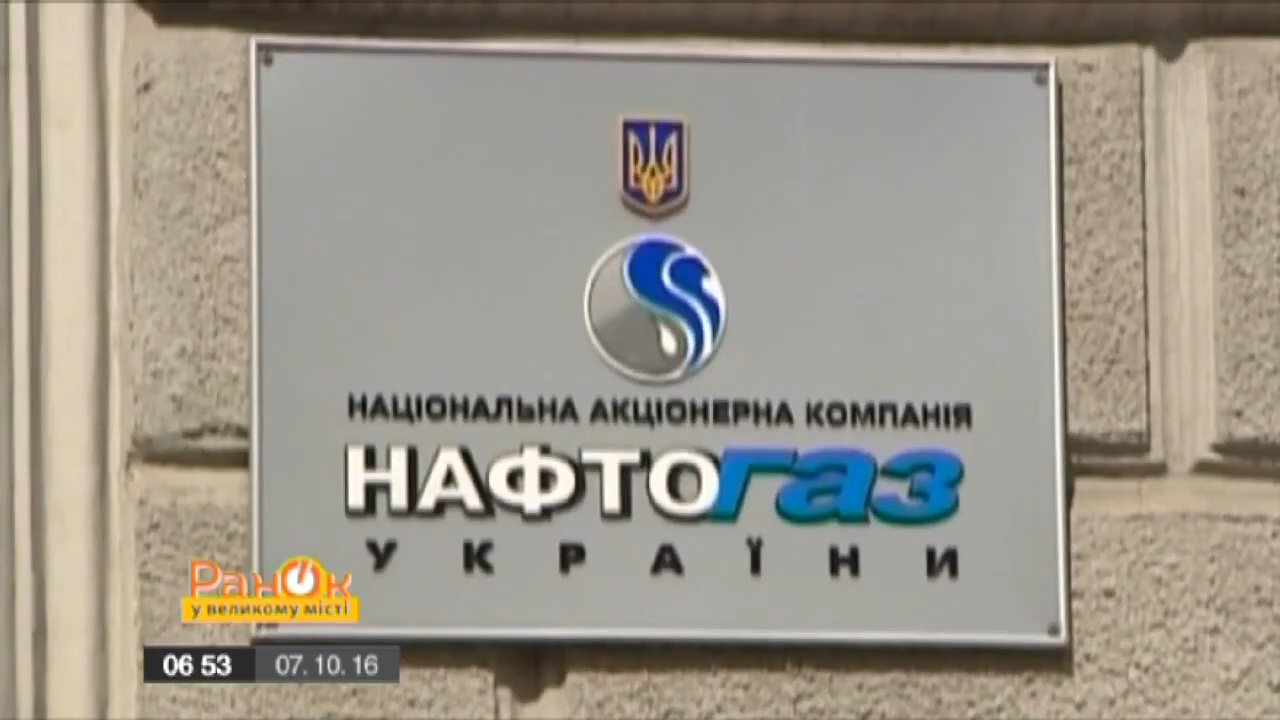 НАЦІОНАЛЬНА АКЦІОНЕРНА КОМПАНІЯ
НАФТОГАЗ
УКРАЇНИ
РанОк
у великому місті
06 53 07. 10. 16